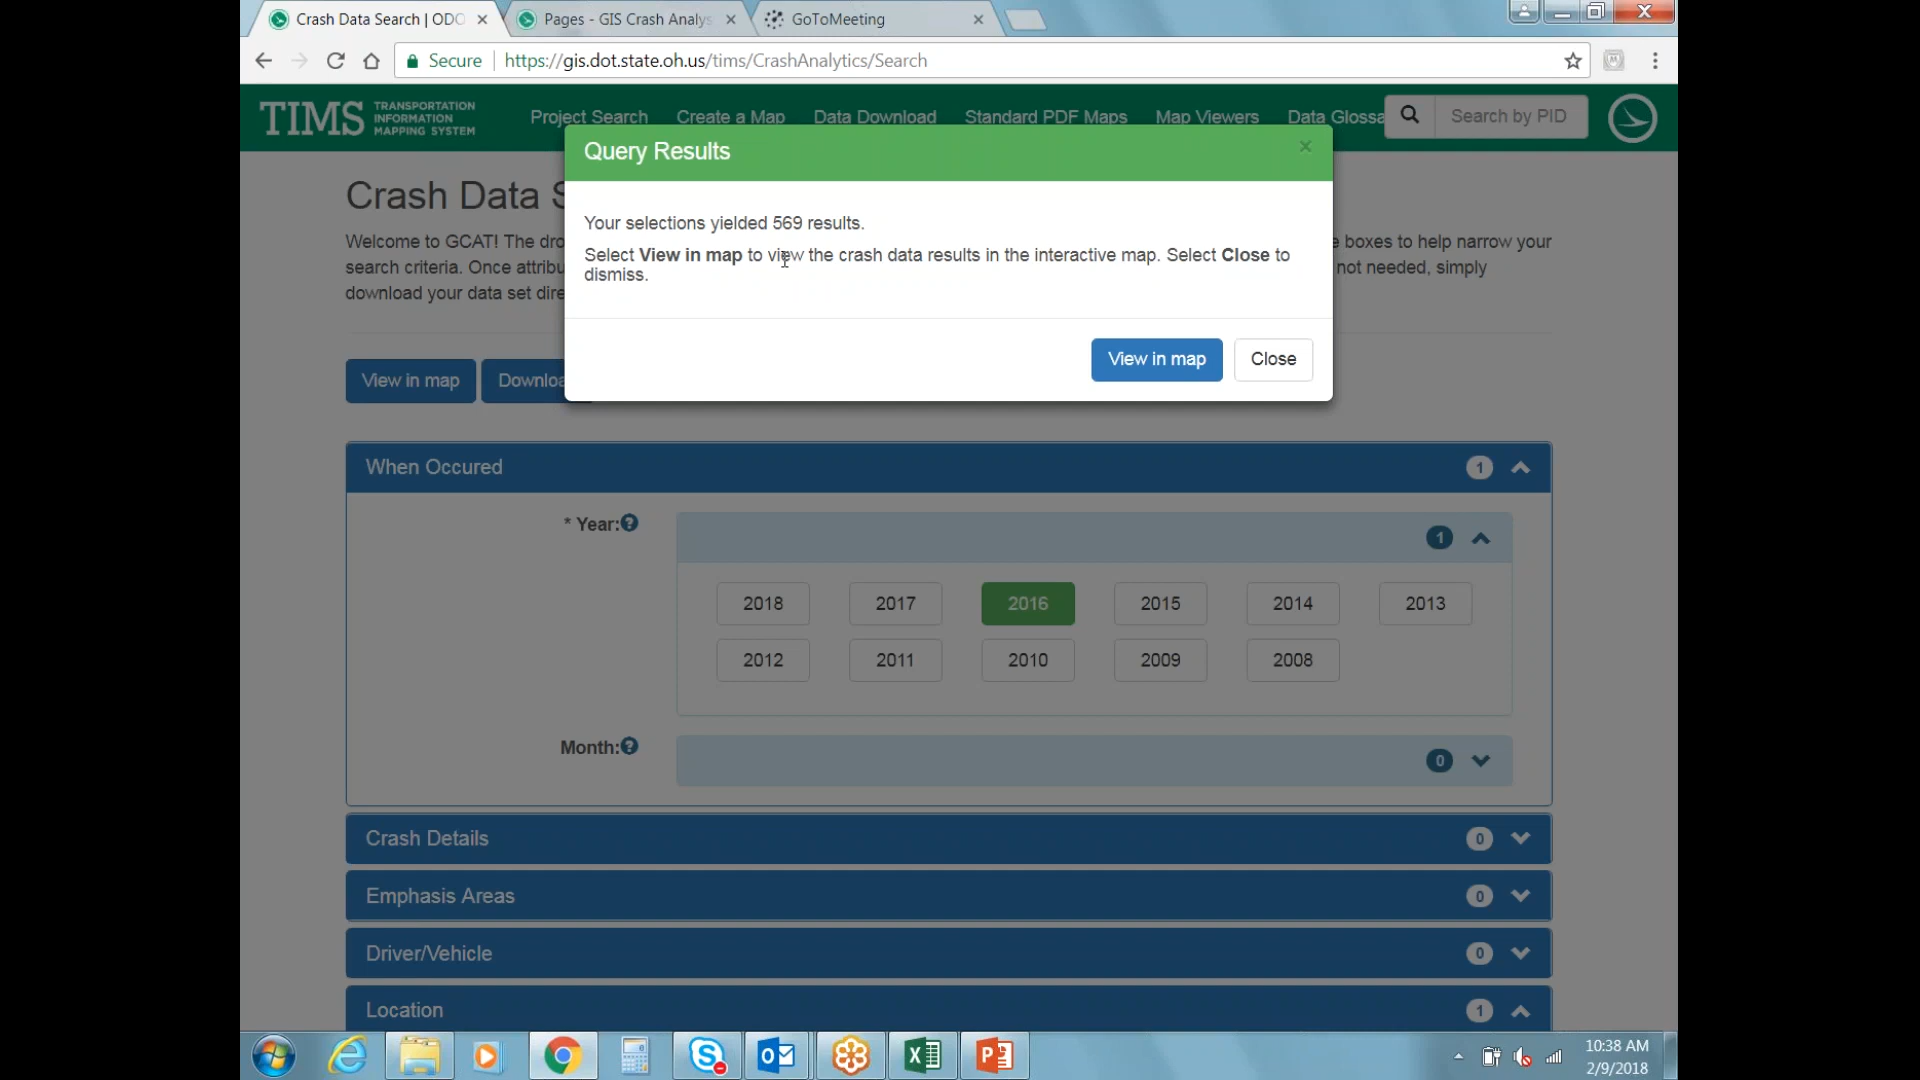 Crash Data Search | ODO
Pages - GIS Crash Analys
GoToMeeting
Secure
https://gis.dot.state.oh.us/tims/CrashAnalytics/Search
TIMS
TRANSPORTATION
INFORMATION
MAPPING SYSTEM
Project Search
Create a Map
Data Download
Standard PDF Maps
Map Viewers
Data Glossa
Search by PID
Query Results
×
Your selections yielded 569 results.
Select View in map to view the crash data results in the interactive map. Select Close to
dismiss.
View in map
Close
Crash Data S
Welcome to GCAT! The dro
e boxes to help narrow your
search criteria. Once attribu
not needed, simply
download your data set dire
View in map
Downloa
When Occured
1
* Year:
1
2018
2017
2016
2015
2014
2013
2012
2011
2010
2009
2008
Month:
0
Crash Details
0
Emphasis Areas
0
Driver/Vehicle
0
Location
1
10:38 AM
2/9/2018